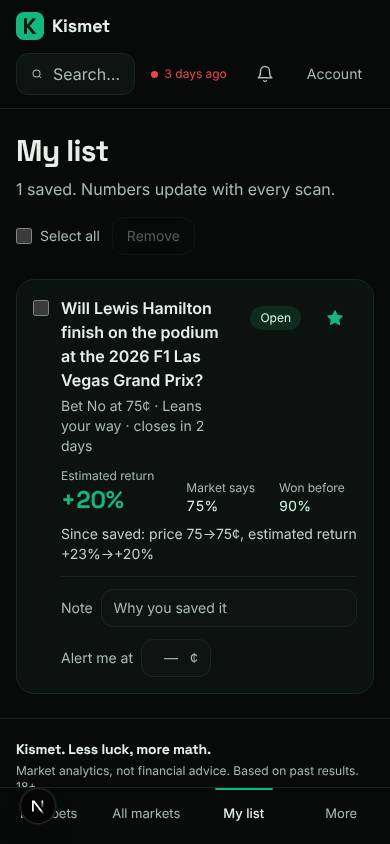 K Kismet
Search... 3 days ago Account
My list
1 saved. Numbers update with every scan.
Select all Remove
Will Lewis Hamilton
finish on the podium
at the 2026 F1 Las
Vegas Grand Prix?
Open
Bet No at 75¢ · Leans
your way · closes in 2
days
Estimated return Market says Won before
+20% 75% 90%
Since saved: price 75→75¢, estimated return
+23%→+20%
Note Why you saved it
Alert me at — ¢
Kismet. Less luck, more math.
Market analytics, not financial advice. Based on past results.
18+
N
All markets My list More